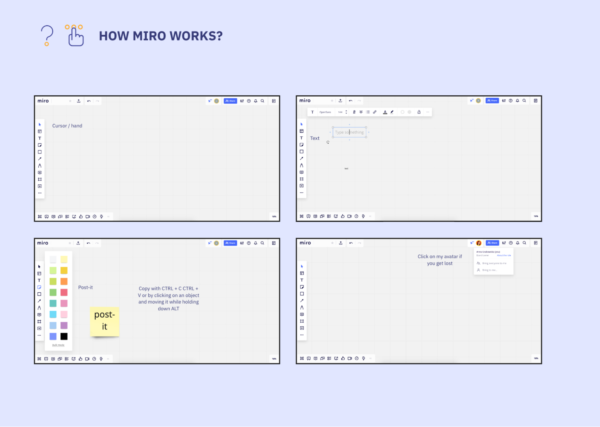 HOW MIRO WORKS?
miro
Cursor / hand
miro
Text
Type something
miro
Post-it
post-
it
Copy with CTRL + C CTRL +
V or by clicking on an object
and moving it while holding
down ALT
miro
Click on my avatar if
you get lost